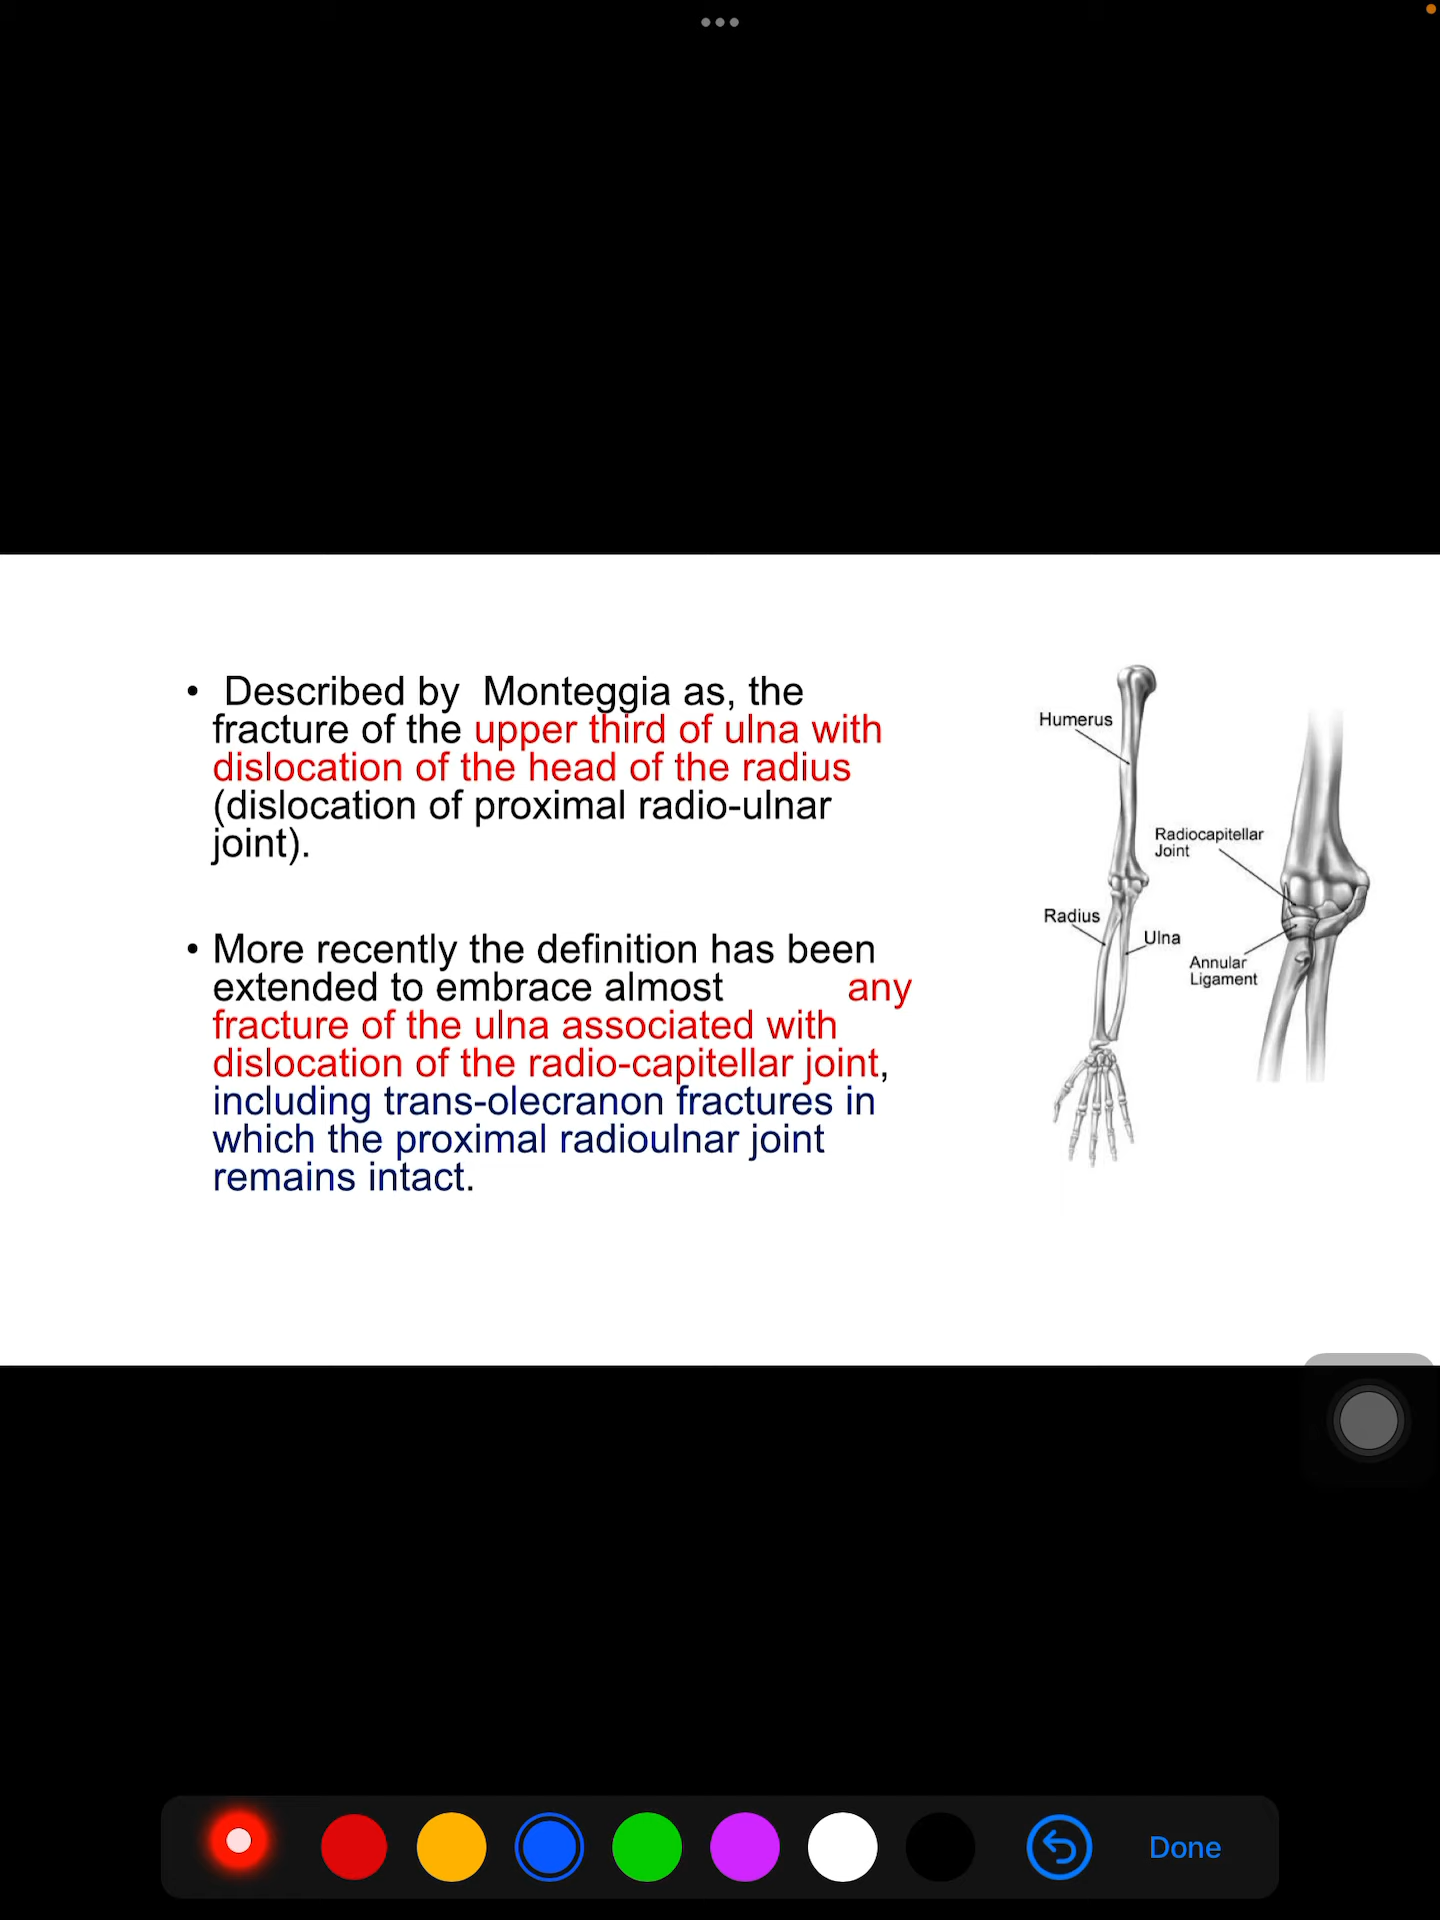 • Described by Monteggia as, the
fracture of the upper third of ulna with
dislocation of the head of the radius
(dislocation of proximal radio-ulnar
joint).
• More recently the definition has been
extended to embrace almost any
fracture of the ulna associated with
dislocation of the radio-capitellar joint,
including trans-olecranon fractures in
which the proximal radioulnar joint
remains intact.
Humerus
Radiocapitellar
Joint
Radius
Ulna
Annular
Ligament
Done